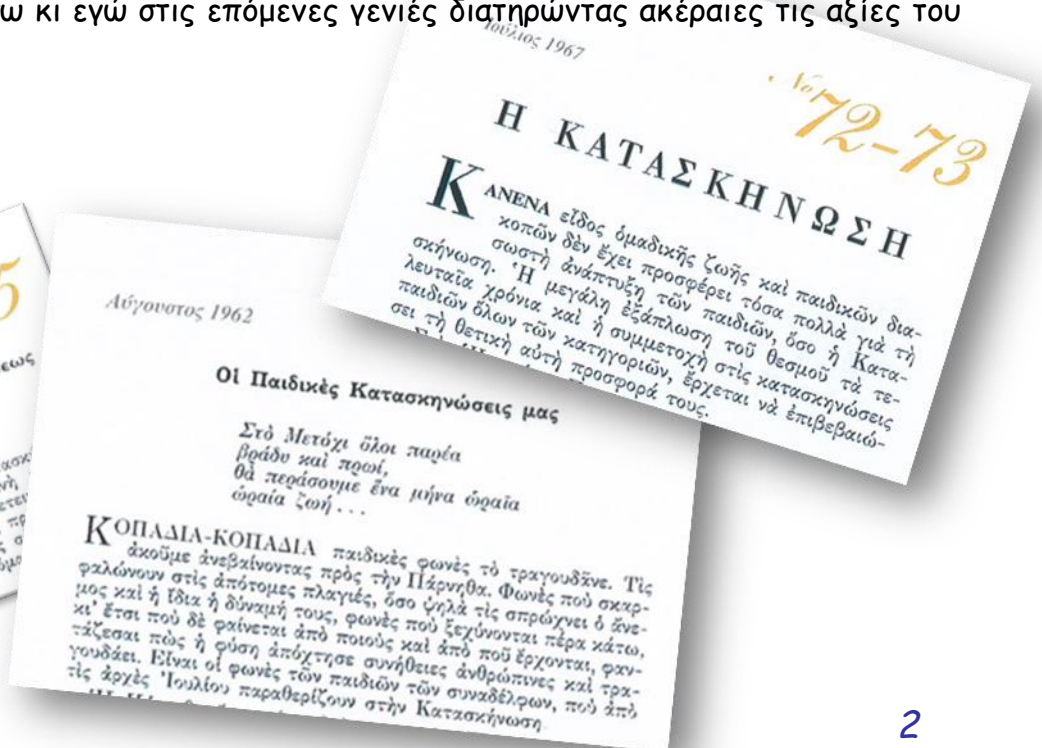 ω κι εγώ στις επόμενες γενιές διατηρώντας ακέραιες τις αξίες του
Ἰούλιος 1967
Νο 72-73
Η ΚΑΤΑΣΚΗΝΩΣΗ
ΚΑΝΕΝΑ εἶδος ὁμαδικῆς ζωῆς καὶ παιδικῶν δια-
κοπῶν δὲν ἔχει προσφέρει τόσα πολλὰ γιὰ τὴ
σωστὴ ἀνάπτυξη τῶν παιδιῶν, ὅσο ἡ Κατα-
σκήνωση. Ἡ μεγάλη ἐξάπλωση τοῦ θεσμοῦ τὰ τε-
λευταῖα χρόνια καὶ ἡ συμμετοχὴ στὶς κατασκηνώσεις
παιδιῶν ὅλων τῶν κατηγοριῶν, ἔρχεται νὰ ἐπιβεβαιώ-
σει τὴ θετικὴ αὐτὴ προσφορά τους.
5
εως
Αὔγουστος 1962
Οἱ Παιδικὲς Κατασκηνώσεις μας
Στὸ Μετόχι ὅλοι παρέα
βράδυ καὶ πρωί,
θὰ περάσουμε ἕνα μήνα ὡραῖα
ὡραία ζωή...
ΚΟΠΑΔΙΑ-ΚΟΠΑΔΙΑ παιδικὲς φωνὲς τὸ τραγουδᾶνε. Τὶς
ἀκοῦμε ἀνεβαίνοντας πρὸς τὴν Πάρνηθα. Φωνὲς ποὺ σκαρ-
φαλώνουν στὶς ἀπότομες πλαγιές, ὅσο ψηλὰ τὶς σπρώχνει ὁ ἄνε-
μος καὶ ἡ ἴδια ἡ δύναμή τους, φωνὲς ποὺ ξεχύνονται πέρα κάτω,
κι' ἔτσι ποὺ δὲ φαίνεται ἀπὸ ποιοὺς καὶ ἀπὸ ποῦ ἔρχονται, φαν-
τάζεσαι πὼς ἡ φύση ἀπόχτησε συνήθειες ἀνθρώπινες καὶ τρα-
γουδάει. Εἶναι οἱ φωνὲς τῶν παιδιῶν τῶν συναδέλφων, ποὺ ἀπὸ
τὶς ἀρχὲς Ἰουλίου παραθερίζουν στὴν Κατασκήνωση.
2